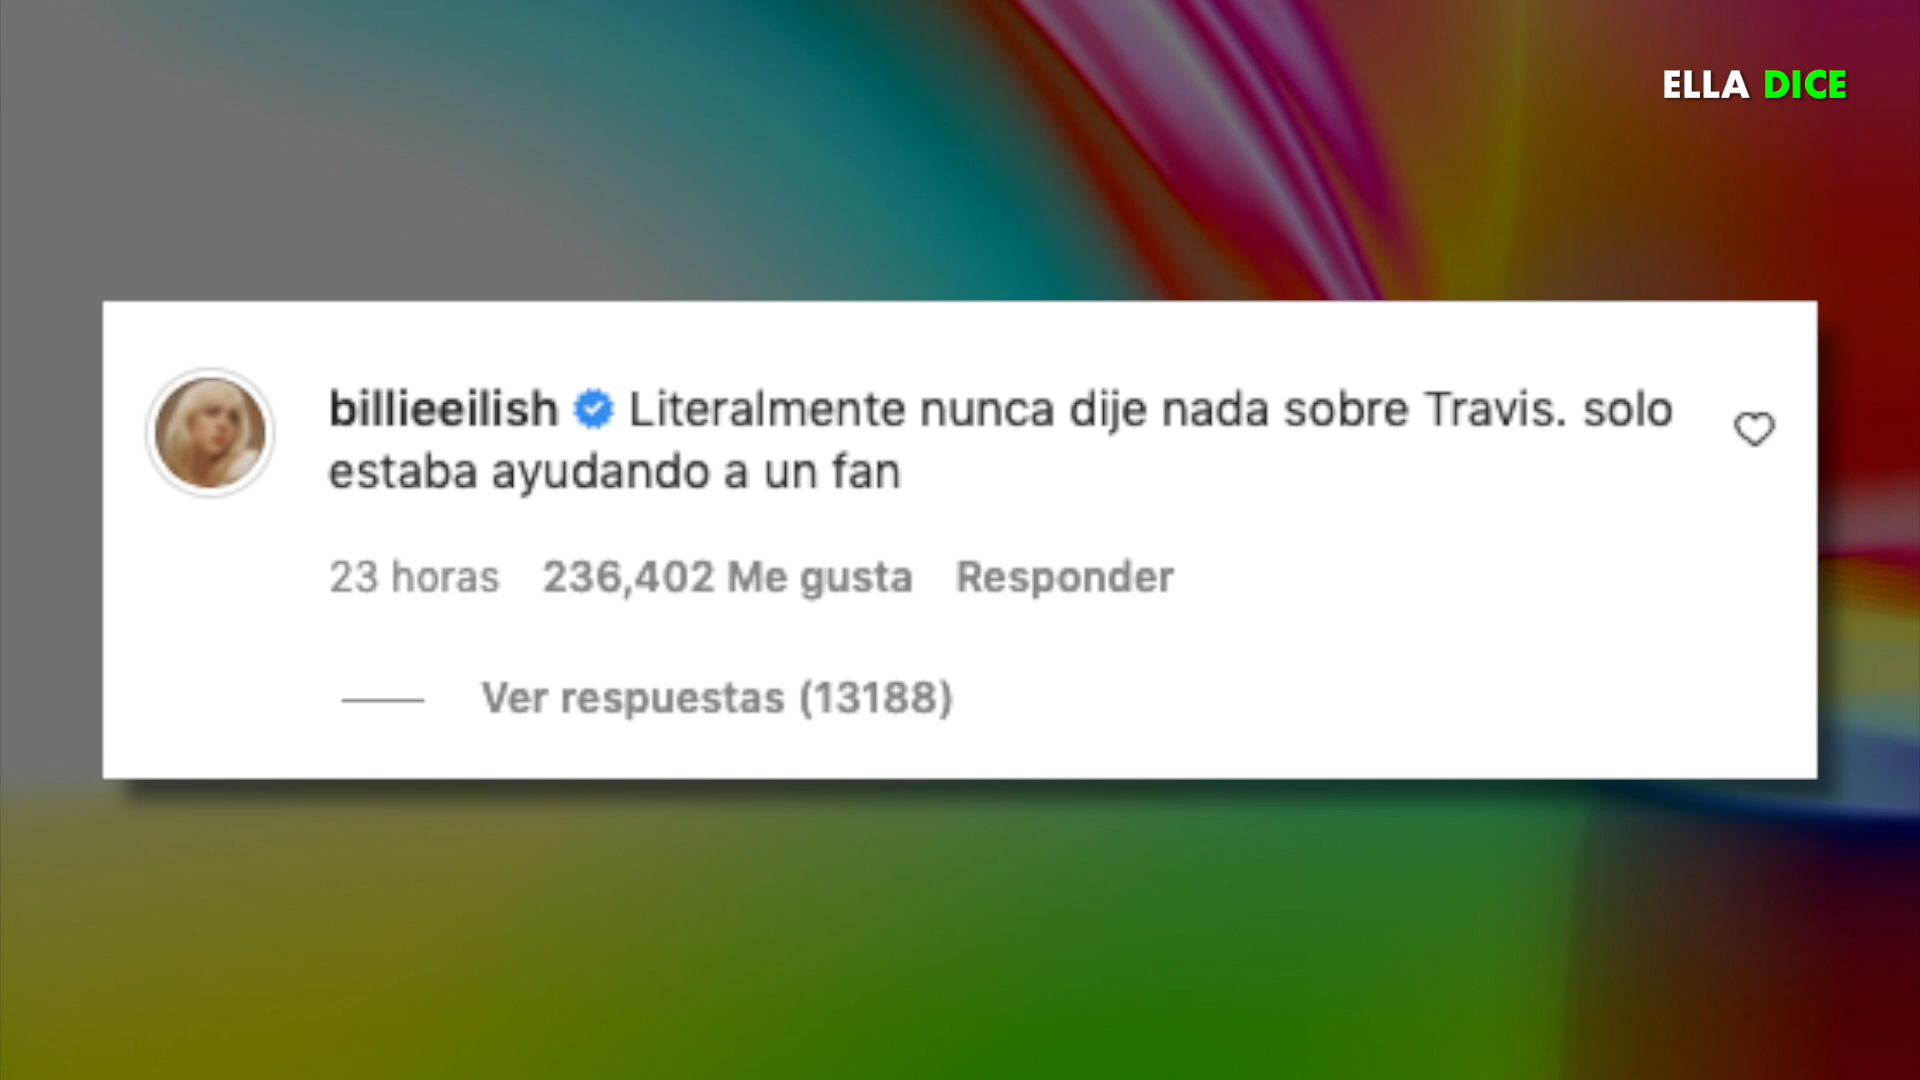 ELLA DICE
billieeilish Literalmente nunca dije nada sobre Travis. solo
estaba ayudando a un fan
23 horas 236,402 Me gusta Responder
Ver respuestas (13188)